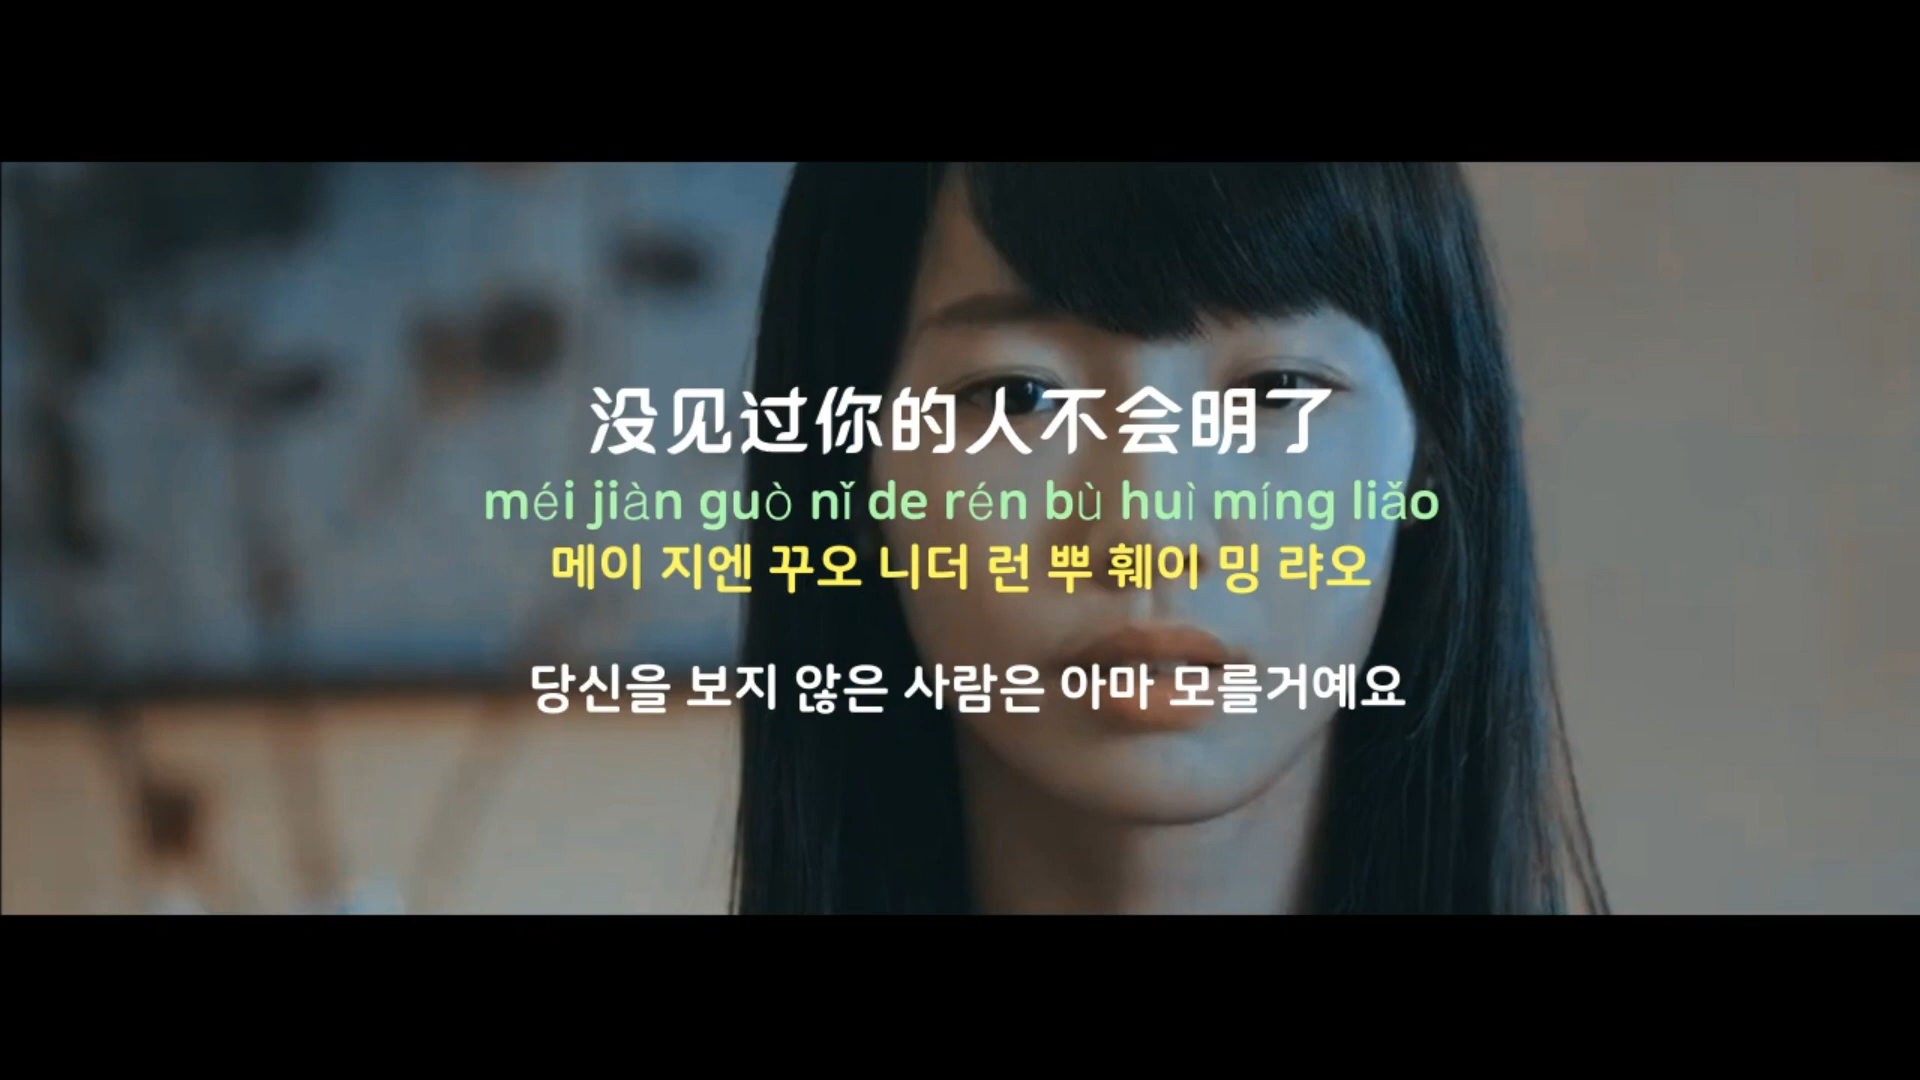 没见过你的人不会明了
méi jiàn guò nǐ de rén bù huì míng liǎo
메이 지엔 꾸오 니더 런 뿌 훼이 밍 랴오
당신을 보지 않은 사람은 아마 모를거예요